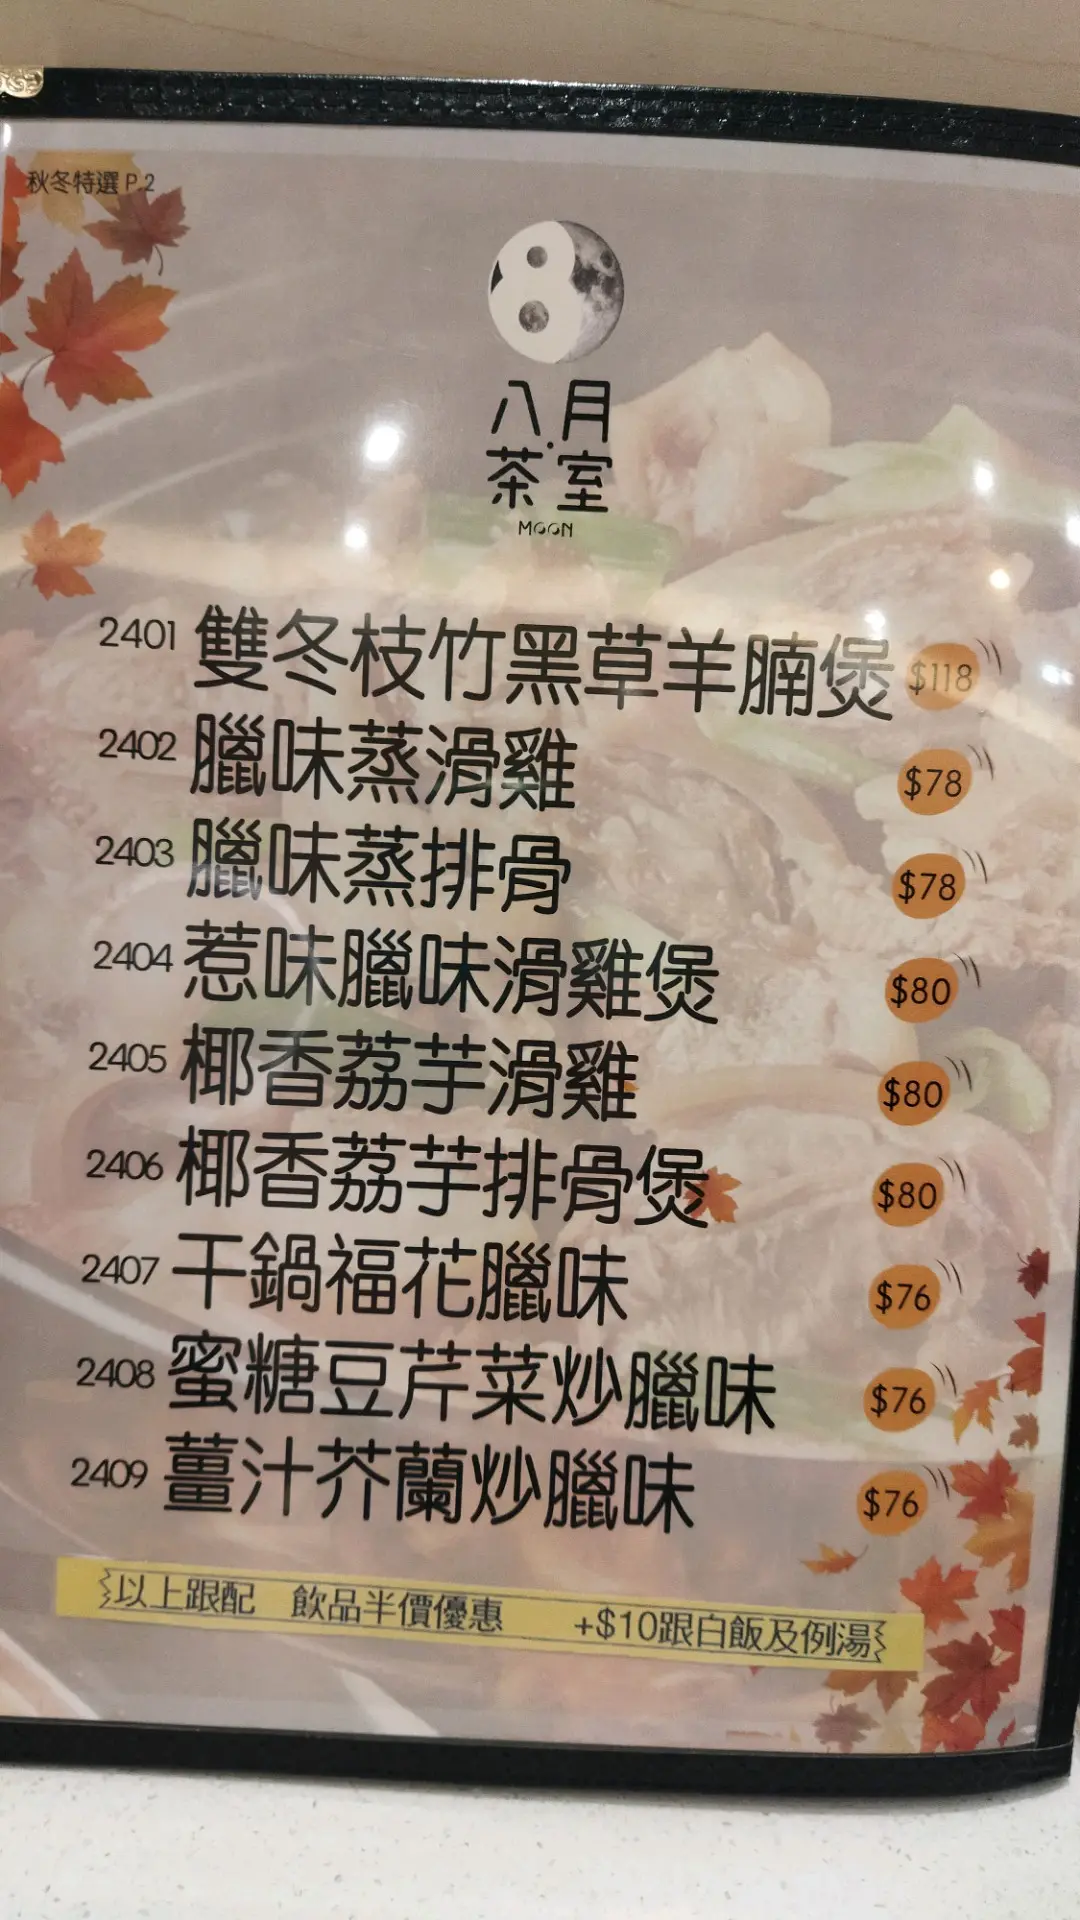 秋冬特選 P.2
八月
茶室
MOON
2401 雙冬枝竹黑草羊腩煲 $118
2402 臘味蒸滑雞 $78
2403 臘味蒸排骨 $78
2404 惹味臘味滑雞煲 $80
2405 椰香荔芋滑雞 $80
2406 椰香荔芋排骨煲 $80
2407 干鍋福花臘味 $76
2408 蜜糖豆芹菜炒臘味 $76
2409 薑汁芥蘭炒臘味 $76
以上跟配 飲品半價優惠 +$10跟白飯及例湯